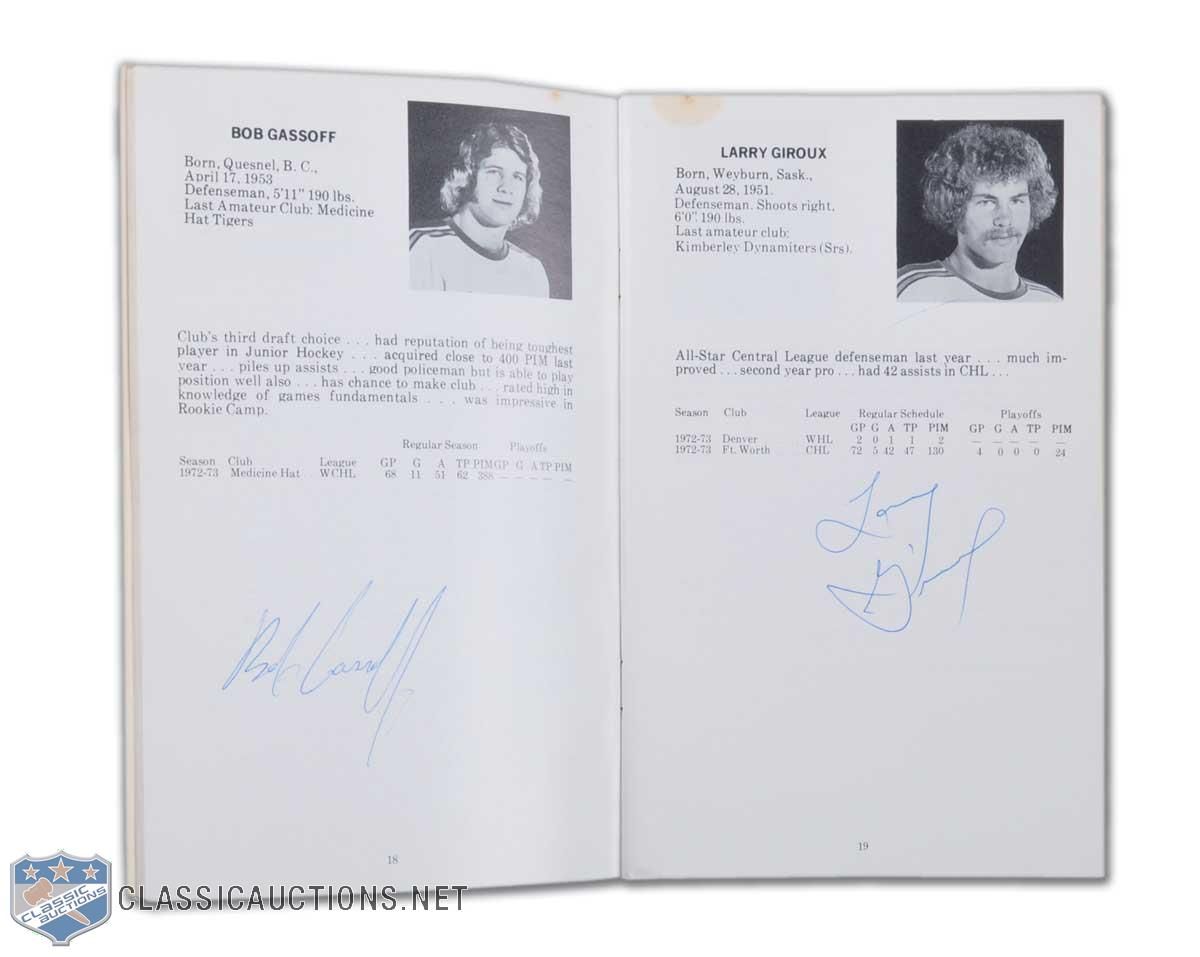 BOB GASSOFF
Born, Quesnel, B. C.,
April 17, 1953
Defenseman, 5'11" 190 lbs.
Last Amateur Club: Medicine
Hat Tigers
Club's third draft choice . . . had reputation of being toughest
player in Junior Hockey . . . acquired close to 400 PIM last
year . . . piles up assists . . . good policeman but is able to play
position well also . . . has chance to make club . . . rated high in
knowledge of games fundamentals . . . was impressive in
Rookie Camp.
Regular Season Playoffs
Season Club League GP G A TP PIM GP G A TP PIM
1972-73 Medicine Hat WCHL 68 11 51 62 388 — — — — —
Bob Gassoff
18
LARRY GIROUX
Born, Weyburn, Sask.,
August 28, 1951.
Defenseman. Shoots right,
6'0". 190 lbs.
Last amateur club:
Kimberley Dynamiters (Srs).
All-Star Central League defenseman last year . . . much im-
proved . . . second year pro . . . had 42 assists in CHL . . .
Season Club League Regular Schedule Playoffs
GP G A TP PIM GP G A TP PIM
1972-73 Denver WHL 2 0 1 1 2 — — — — —
1972-73 Ft. Worth CHL 72 5 42 47 130 4 0 0 0 24
Larry
Giroux
19
CLASSIC
AUCTIONS
CLASSICAUCTIONS.NET